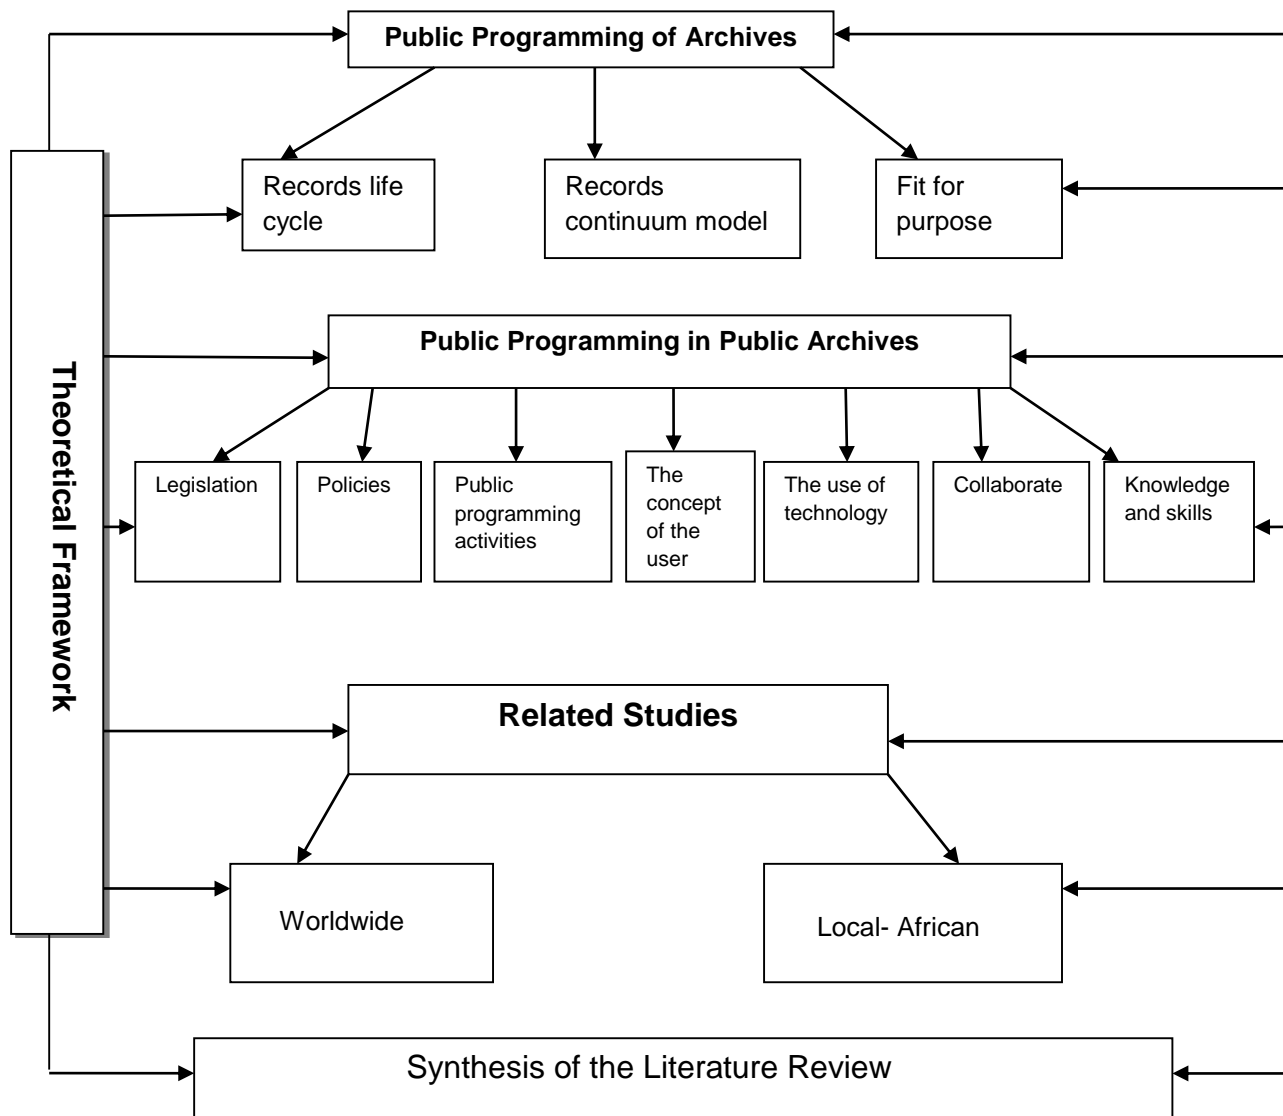 Public Programming of Archives
Records life
cycle
Records
continuum model
Fit for
purpose
Theoretical Framework
Public Programming in Public Archives
Legislation
Policies
Public
programming
activities
The
concept
of the
user
The use of
technology
Collaborate
Knowledge
and skills
Related Studies
Worldwide
Local- African
Synthesis of the Literature Review